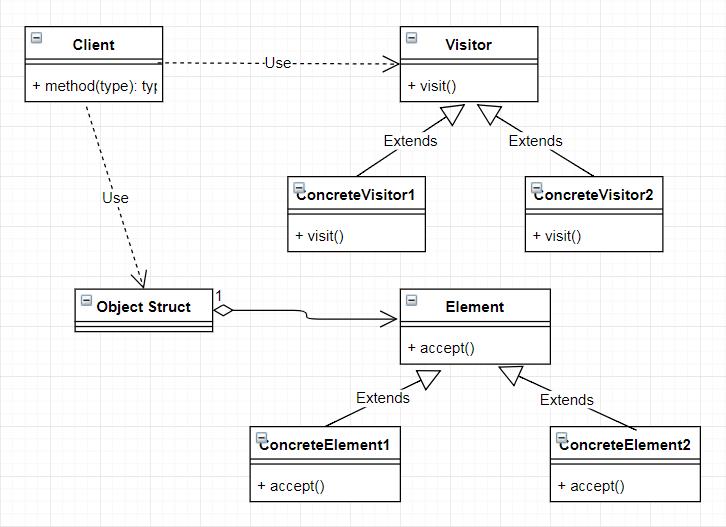 Client
+ method(type): typ
Use
Visitor
+ visit()
Extends
Extends
ConcreteVisitor1
+ visit()
ConcreteVisitor2
+ visit()
Use
Object Struct
1
Element
+ accept()
Extends
Extends
ConcreteElement1
+ accept()
ConcreteElement2
+ accept()